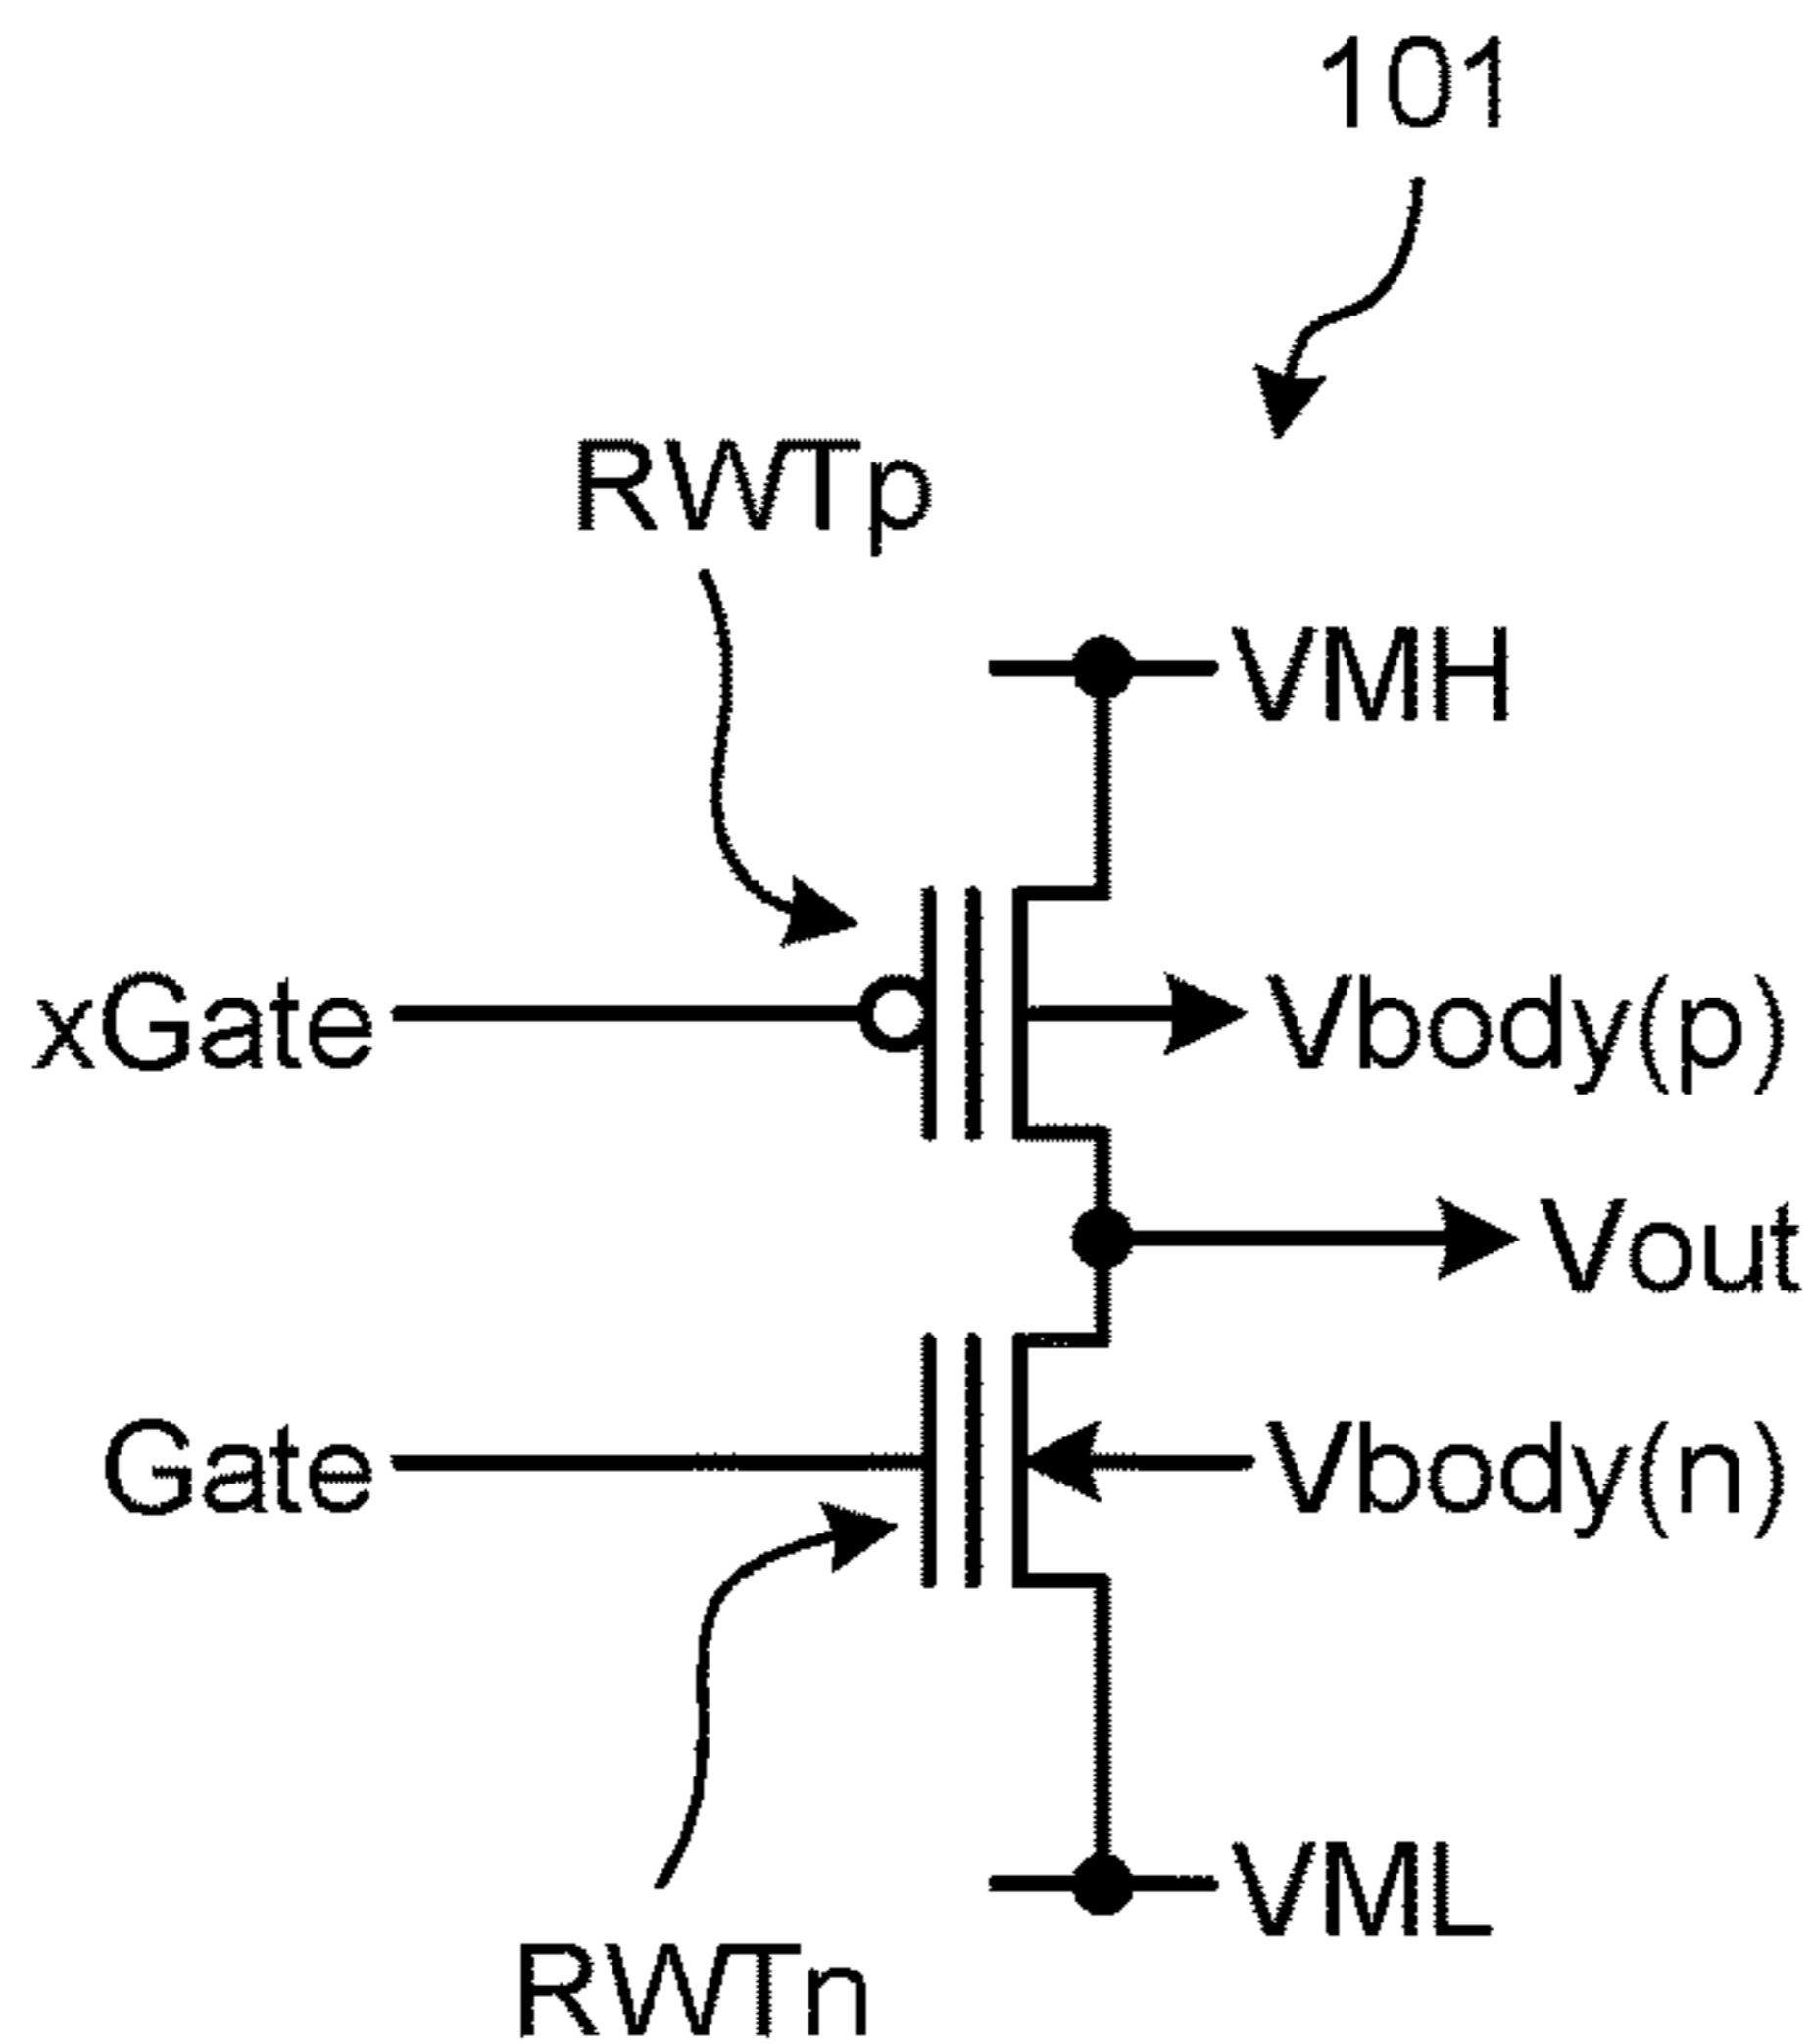 101
RWTp
VMH
xGate
Vbody(p)
Vout
Gate
Vbody(n)
VML
RWTn